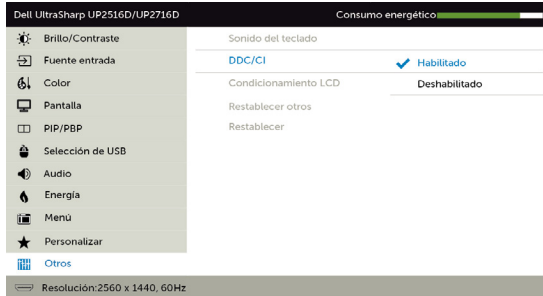 Dell UltraSharp UP2516D/UP2716D
Consumo energético
Brillo/Contraste
Sonido del teclado
Fuente entrada
DDC/CI
Habilitado
Color
Condicionamiento LCD
Deshabilitado
Pantalla
Restablecer otros
PIP/PBP
Restablecer
Selección de USB
Audio
Energía
Menú
Personalizar
Otros
Resolución:2560 x 1440, 60Hz